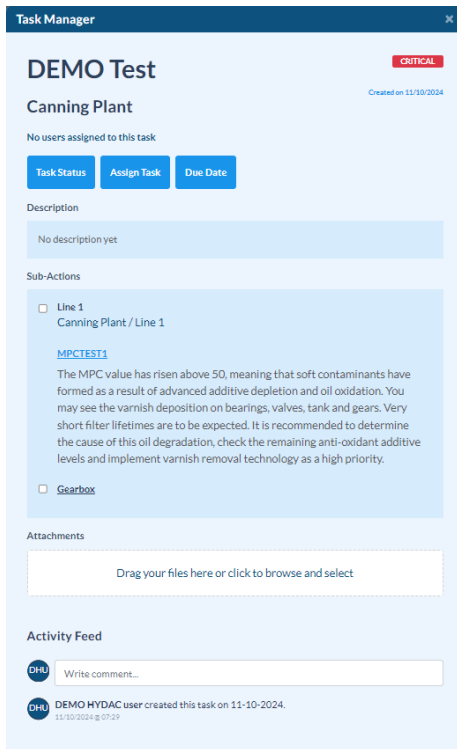 Task Manager ×
DEMO Test
CRITICAL
Created on 11/10/2024
Canning Plant
No users assigned to this task
Task Status
Assign Task
Due Date
Description
No description yet
Sub-Actions
Line 1
Canning Plant / Line 1
MPCTEST1
The MPC value has risen above 50, meaning that soft contaminants have
formed as a result of advanced additive depletion and oil oxidation. You
may see the varnish deposition on bearings, valves, tank and gears. Very
short filter lifetimes are to be expected. It is recommended to determine
the cause of this oil degradation, check the remaining anti-oxidant additive
levels and implement varnish removal technology as a high priority.
Gearbox
Attachments
Drag your files here or click to browse and select
Activity Feed
DHU
Write comment...
DHU
DEMO HYDAC user created this task on 11-10-2024.
11/10/2024 @ 07:29